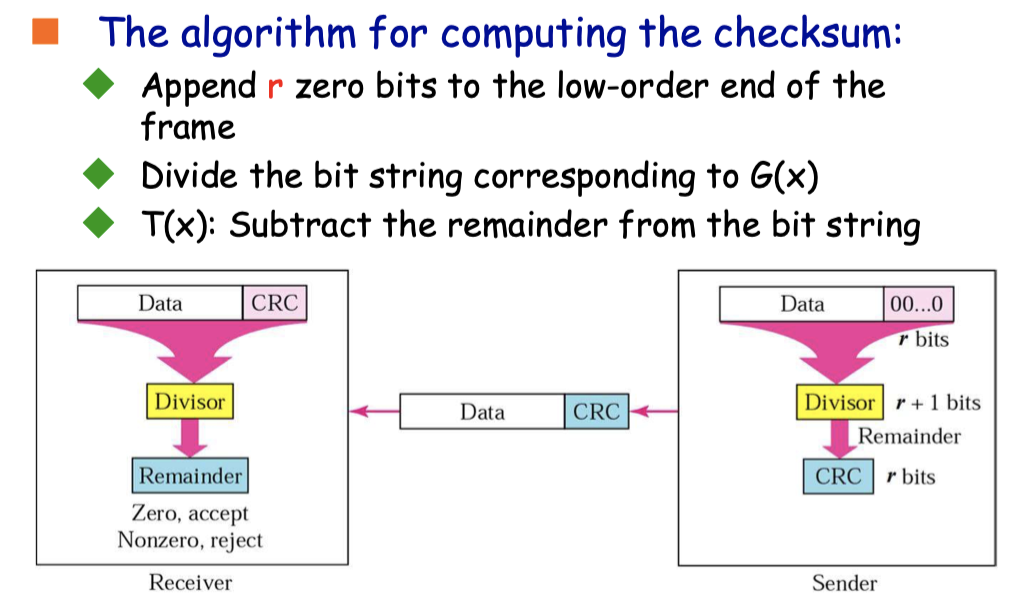 The algorithm for computing the checksum:
Append r zero bits to the low-order end of the
frame
Divide the bit string corresponding to G(x)
T(x): Subtract the remainder from the bit string
Data CRC
Divisor
Remainder
Zero, accept
Nonzero, reject
Receiver
Data CRC
Data 00...0
r bits
Divisor r + 1 bits
Remainder
CRC r bits
Sender